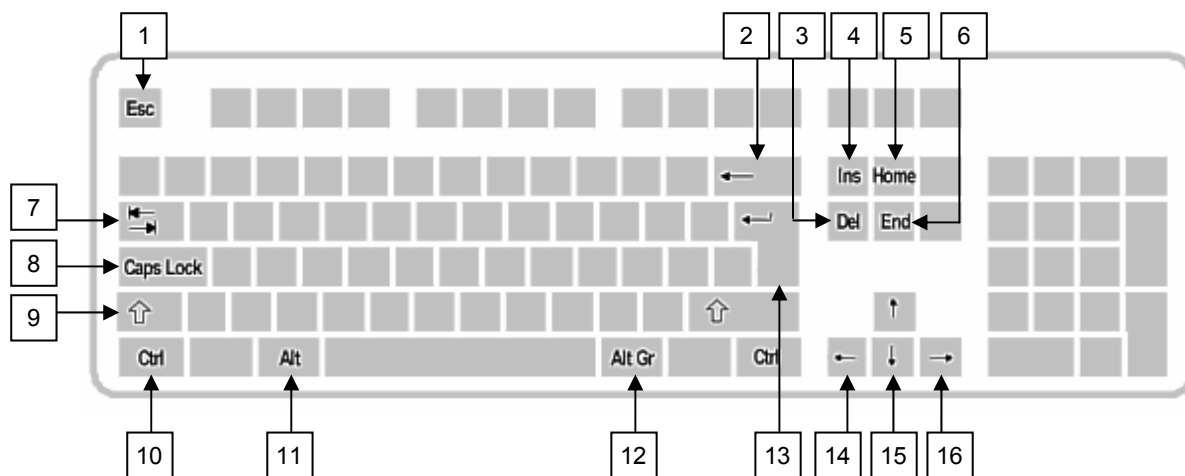 1 2 3 4 5 6
Esc
← Ins Home
7 ⇤ ⇥ ↵ Del End
8 Caps Lock
9 ⇧ ⇧ ↑
Ctrl Alt Alt Gr Ctrl ← ↓ →
10 11 12 13 14 15 16